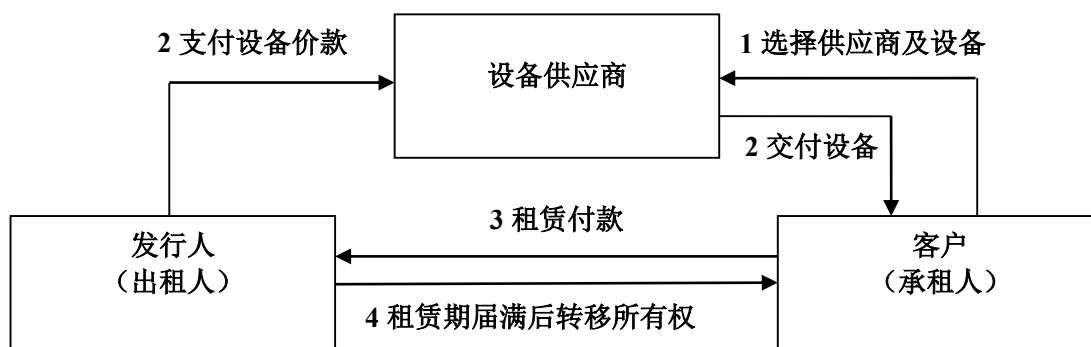 2 支付设备价款
1 选择供应商及设备
设备供应商
2 交付设备
3 租赁付款
发行人
（出租人）
客户
（承租人）
4 租赁期届满后转移所有权